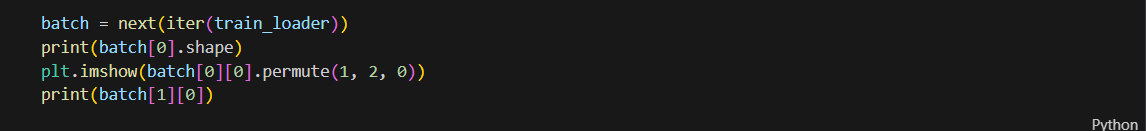 batch = next(iter(train_loader))
print(batch[0].shape)
plt.imshow(batch[0][0].permute(1, 2, 0))
print(batch[1][0])
Python